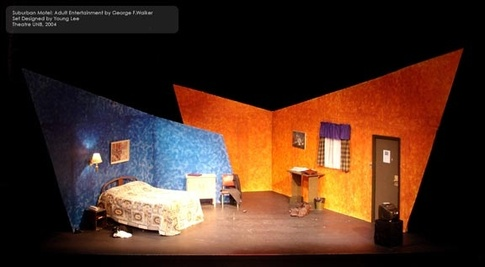 Suburban Motel: Adult Entertainment by George F.Walker
Set Designed by Young Lee
Theatre UNB, 2004